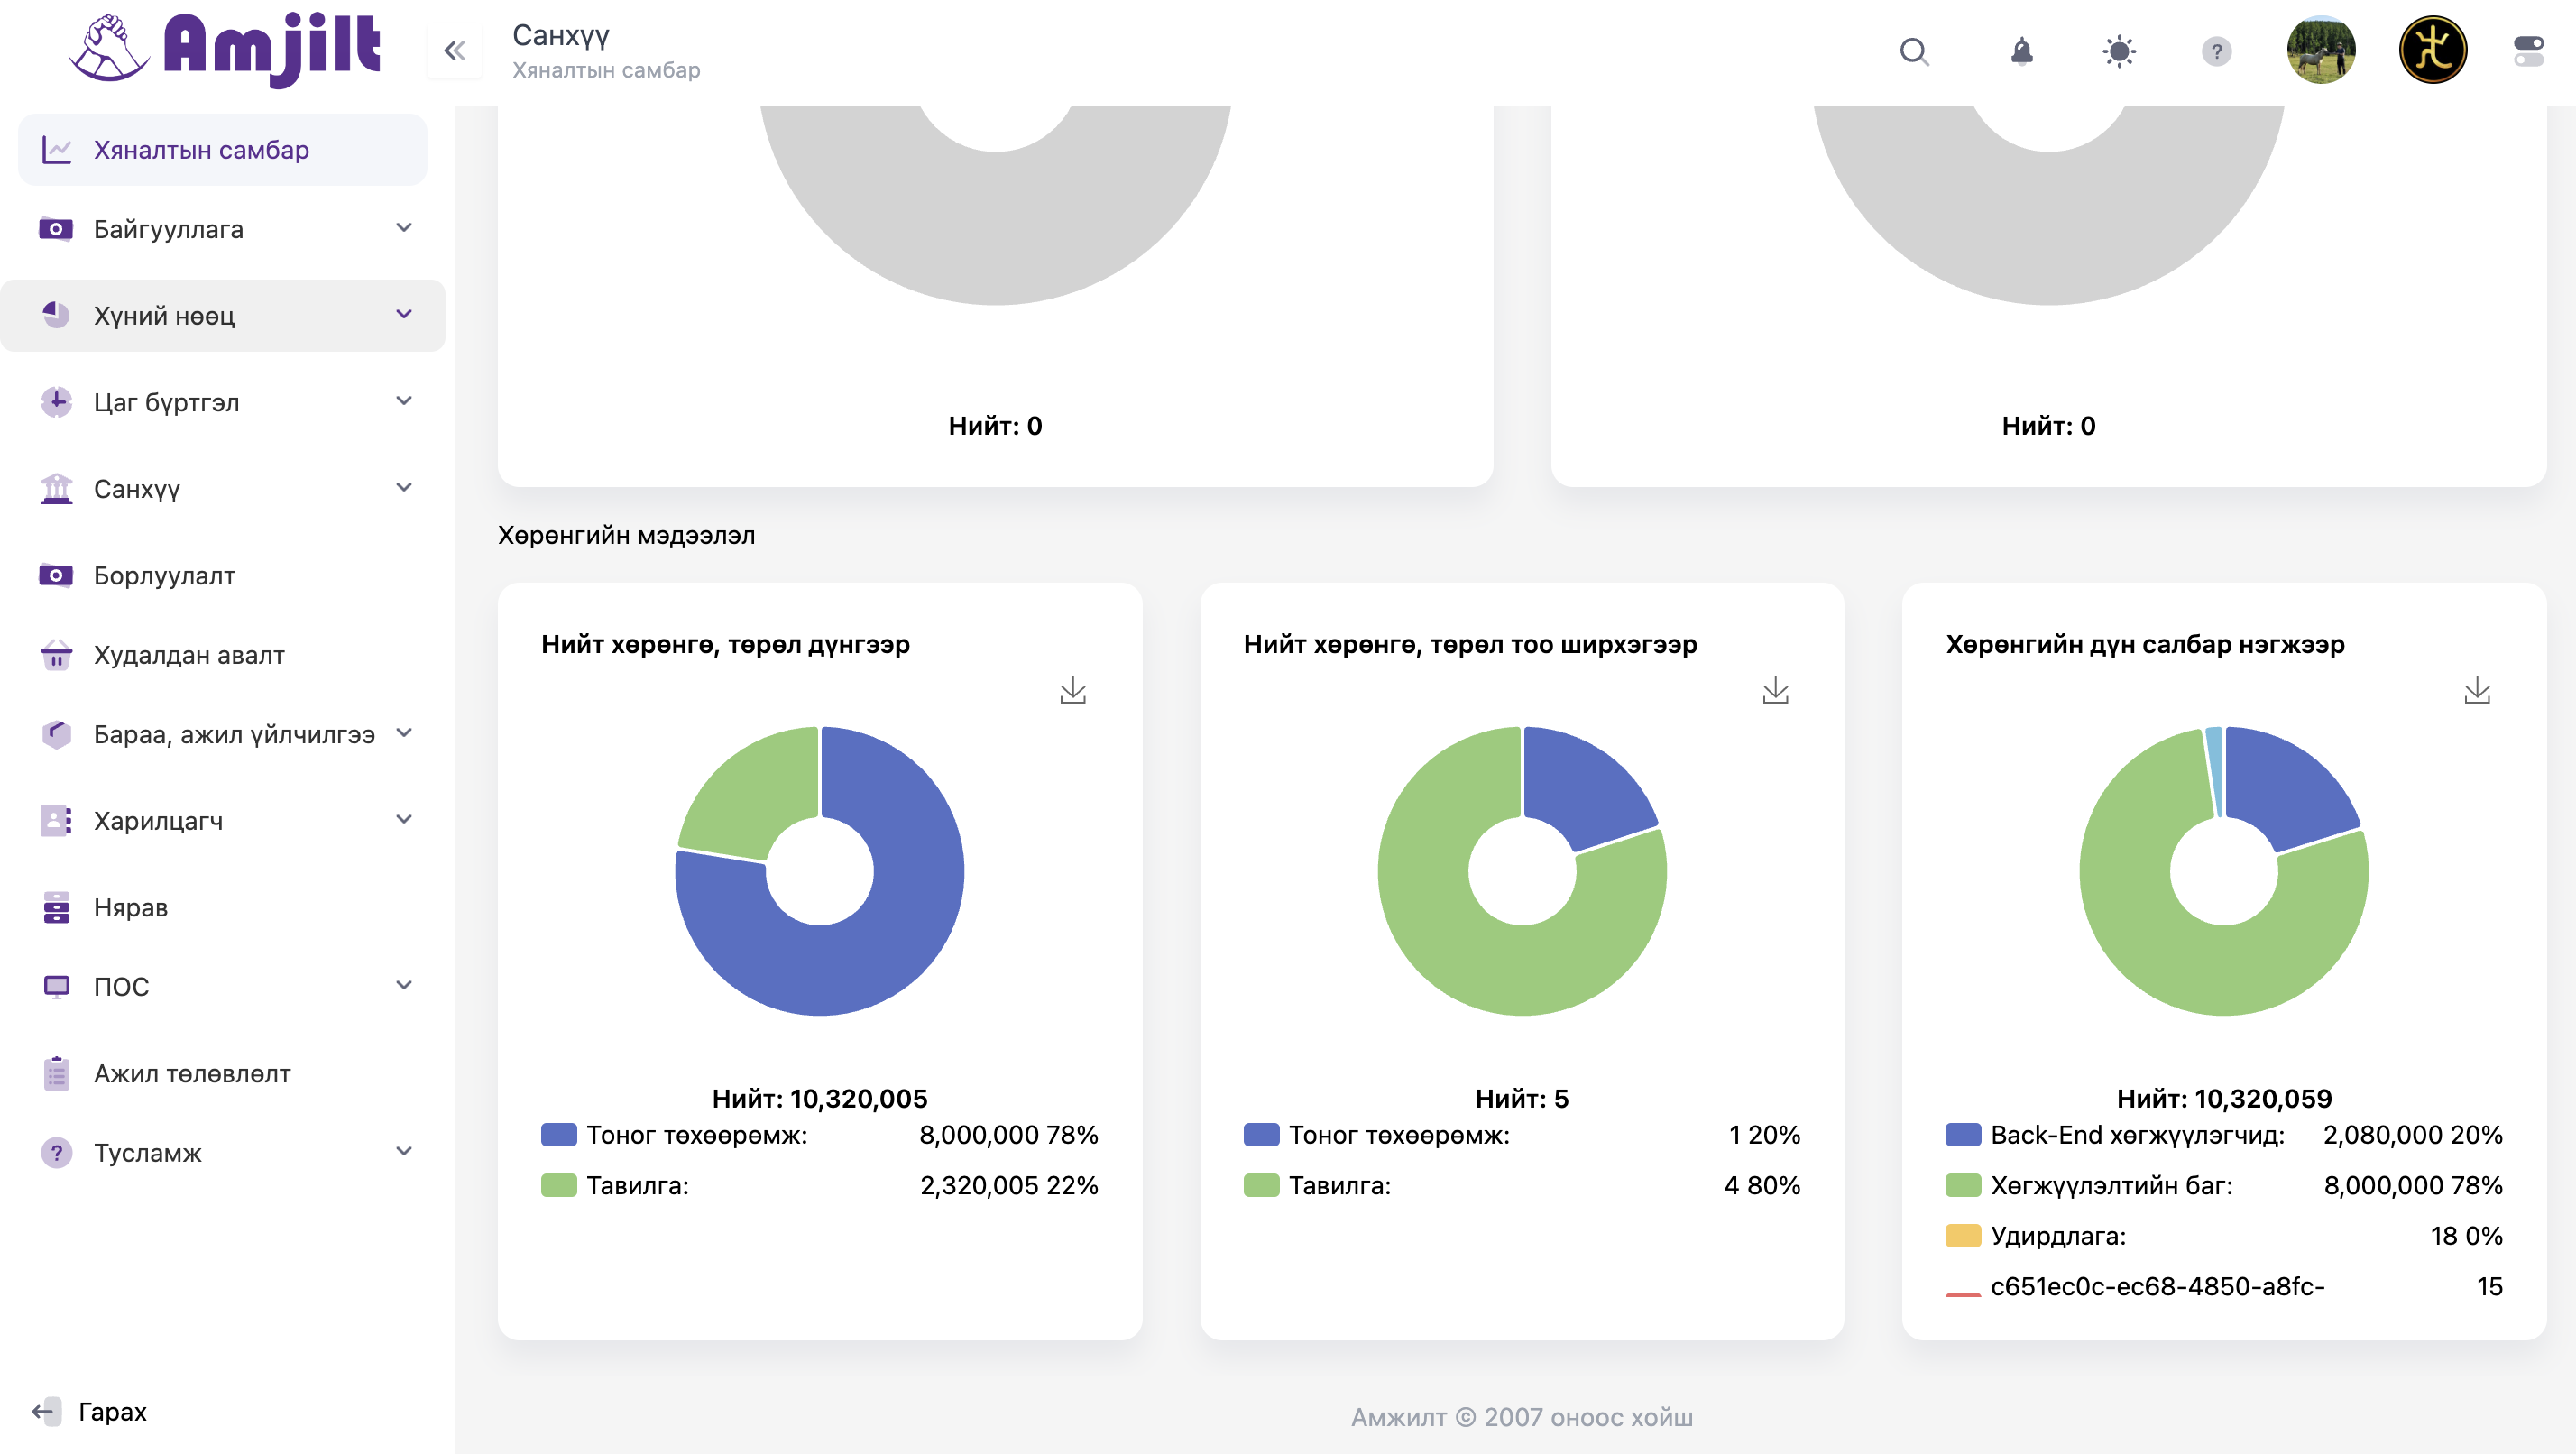 Amjilt
Санхүү
Хяналтын самбар
Хяналтын самбар
Байгууллага
Хүний нөөц
Цаг бүртгэл
Санхүү
Борлуулалт
Худалдан авалт
Бараа, ажил үйлчилгээ
Харилцагч
Нярав
ПОС
Ажил төлөвлөлт
Тусламж
Гарах
Нийт: 0
Нийт: 0
Хөрөнгийн мэдээлэл
Нийт хөрөнгө, төрөл дүнгээр
Нийт: 10,320,005
Тоног төхөөрөмж: 8,000,000 78%
Тавилга: 2,320,005 22%
Нийт хөрөнгө, төрөл тоо ширхэгээр
Нийт: 5
Тоног төхөөрөмж: 1 20%
Тавилга: 4 80%
Хөрөнгийн дүн салбар нэгжээр
Нийт: 10,320,059
Back-End хөгжүүлэгчид: 2,080,000 20%
Хөгжүүлэлтийн баг: 8,000,000 78%
Удирдлага: 18 0%
c651ec0c-ec68-4850-a8fc- 15
Амжилт © 2007 оноос хойш